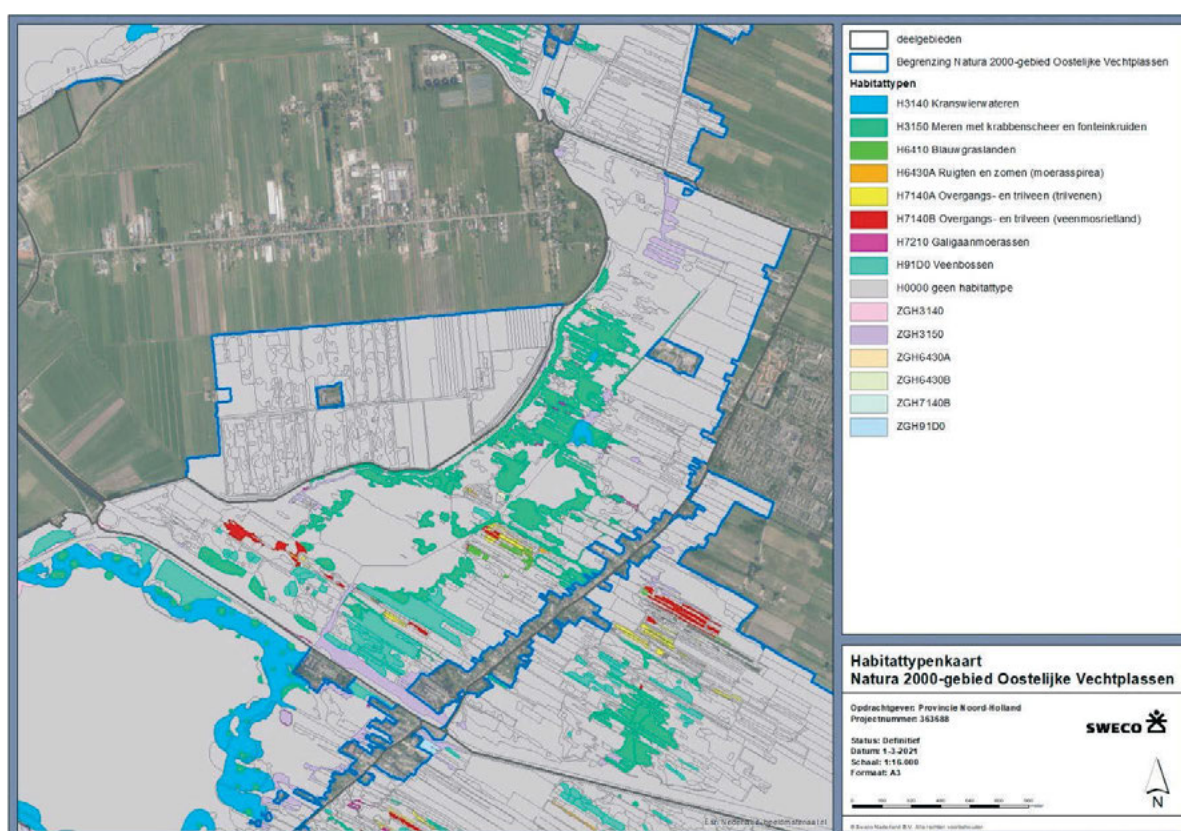 deelgebieden
Begrenzing Natura 2000-gebied Oostelijke Vechtplassen
Habitattypen
H3140 Kranswierwateren
H3150 Meren met krabbenscheer en fonteinkruiden
H6410 Blauwgraslanden
H6430A Ruigten en zomen (moerasspirea)
H7140A Overgangs- en trilveen (trilvenen)
H7140B Overgangs- en trilveen (veenmosrietland)
H7210 Galigaanmoerassen
H91D0 Veenbossen
H0000 geen habitattype
ZGH3140
ZGH3150
ZGH6430A
ZGH6430B
ZGH7140B
ZGH91D0
Habitattypenkaart
Natura 2000-gebied Oostelijke Vechtplassen
Opdrachtgever: Provincie Noord-Holland
Projectnummer: 363688
SWECO
Status: Definitief
Datum: 1-3-2021
Schaal: 1:16.000
Formaat: A3
N